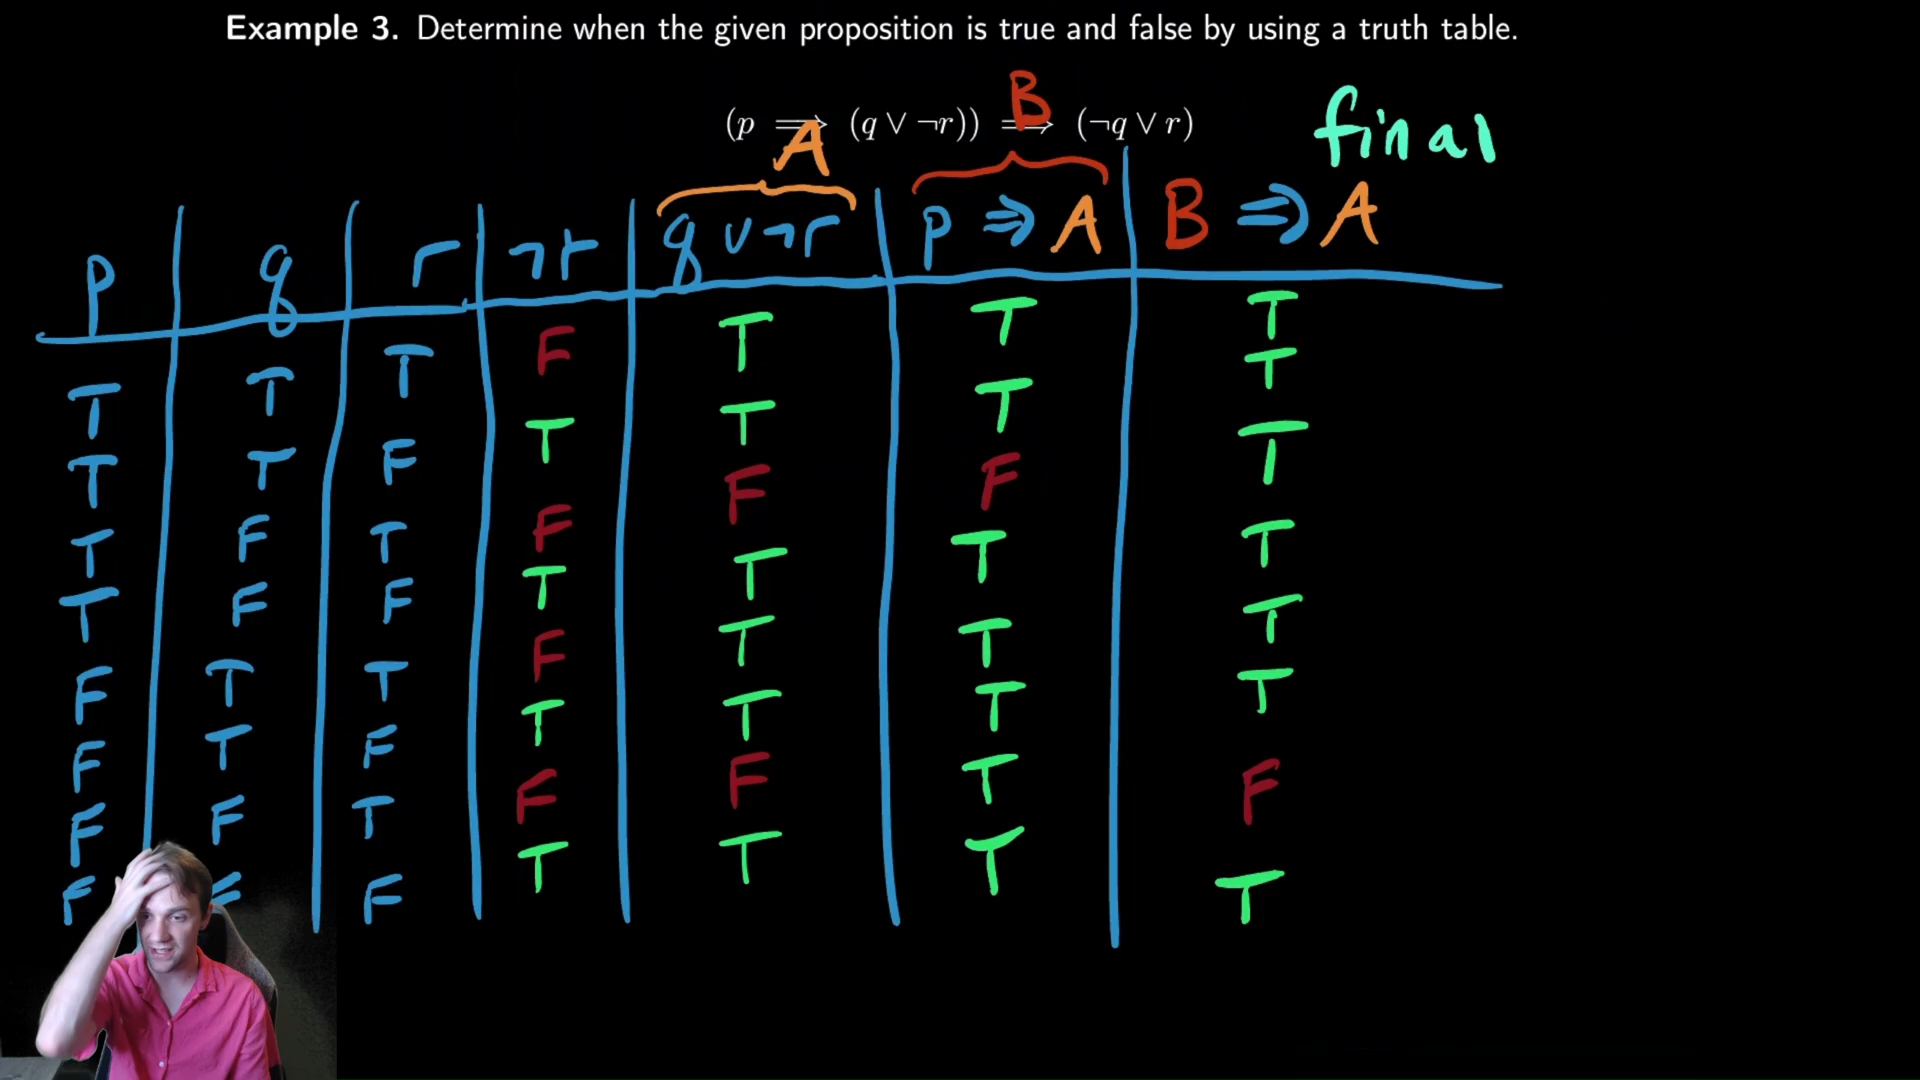 Example 3. Determine when the given proposition is true and false by using a truth table.
(p ⟹ (q ∨ ¬r)) ⟹ (¬q ∨ r)
A B final
p q r ¬r q ∨ ¬r p ⇒ A B ⇒ A
T T T F T T T
T T F T T T T
T F T F F F T
T F F T T T T
F T T F T T T
F T F T T T T
F F T F F T F
F F F T T T T